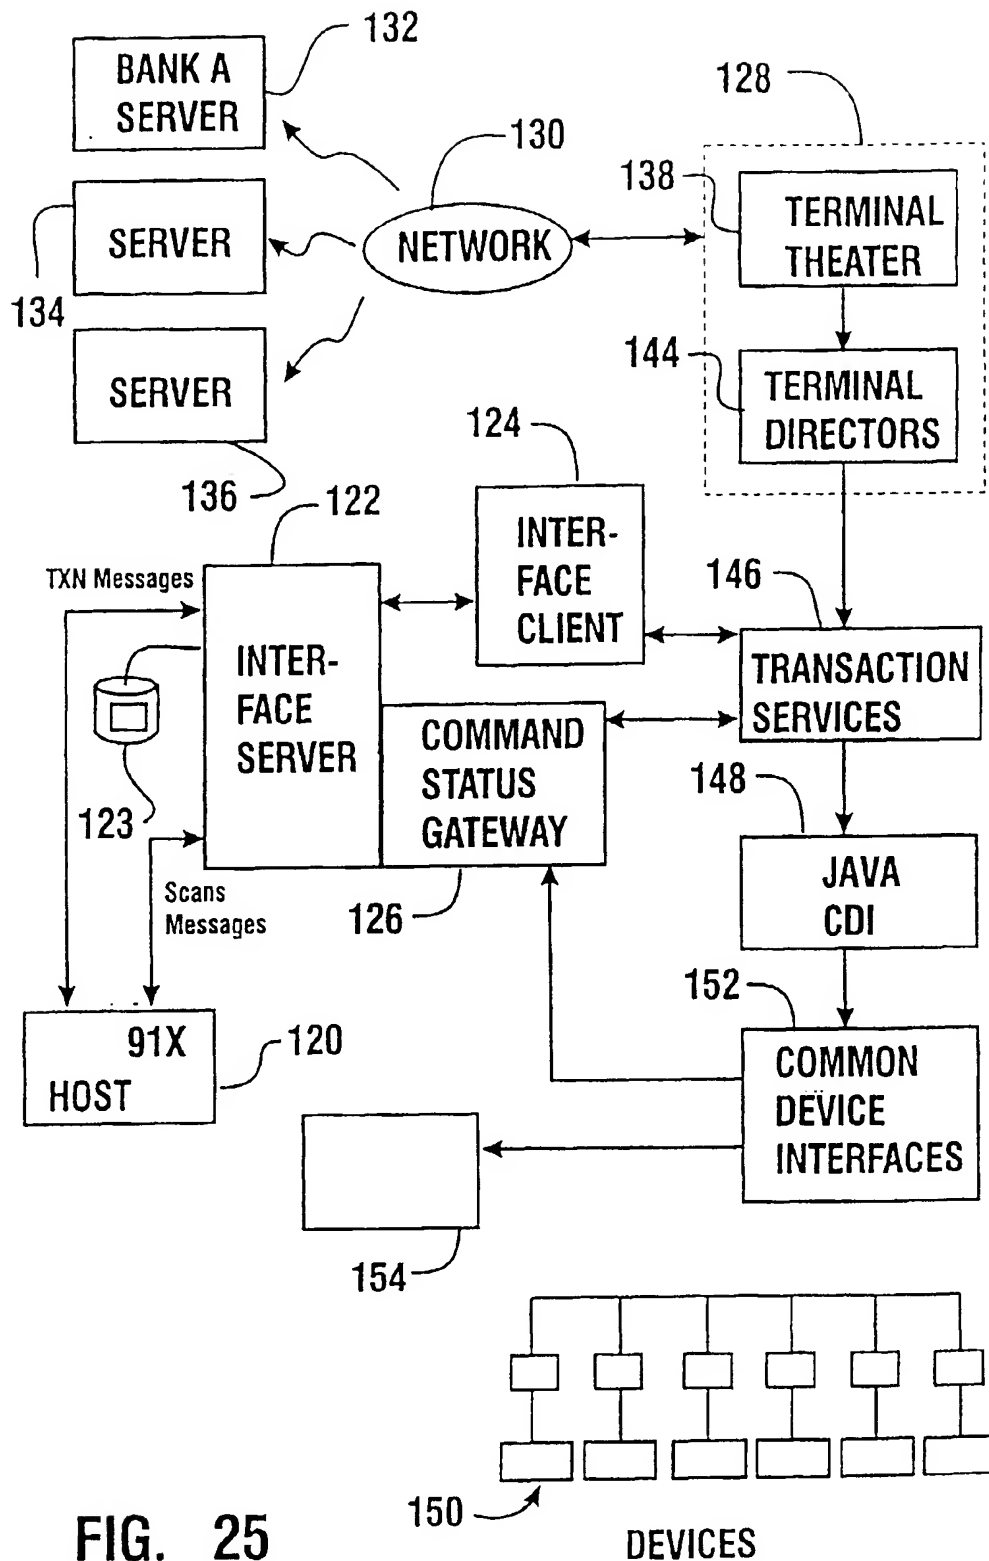 132
BANK A
SERVER
128
130
138
TERMINAL
THEATER
SERVER
NETWORK
134
144
SERVER
TERMINAL
DIRECTORS
124
136
122
INTER-
FACE
CLIENT
146
TXN Messages
INTER-
FACE
SERVER
TRANSACTION
SERVICES
COMMAND
STATUS
GATEWAY
148
123
JAVA
CDI
Scans
Messages
126
152
91X
HOST
120
COMMON
DEVICE
INTERFACES
154
150
FIG. 25
DEVICES